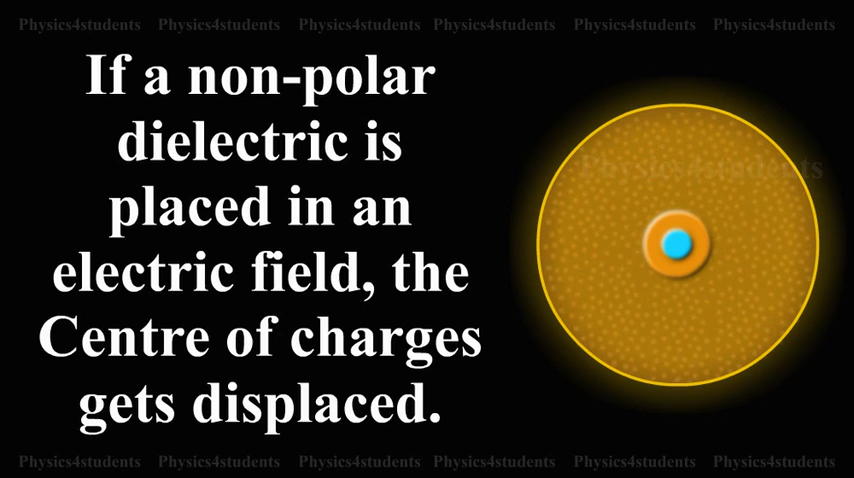 Physics4students Physics4students Physics4students Physics4students Physics4students Physics4students
If a non-polar
dielectric is
placed in an
electric field, the
Centre of charges
gets displaced.
Physics4students
Physics4students Physics4students Physics4students Physics4students Physics4students Physics4students